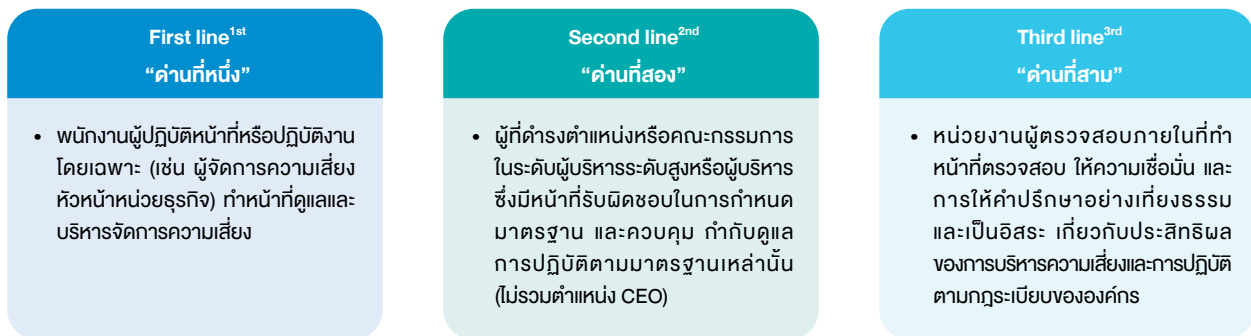 First line1st
“ด่านที่หนึ่ง”
• พนักงานผู้ปฏิบัติหน้าที่หรือปฏิบัติงาน
โดยเฉพาะ (เช่น ผู้จัดการความเสี่ยง
หัวหน้าหน่วยธุรกิจ) ทำหน้าที่ดูแลและ
บริหารจัดการความเสี่ยง
Second line2nd
“ด่านที่สอง”
• ผู้ที่ดำรงตำแหน่งหรือคณะกรรมการ
ในระดับผู้บริหารระดับสูงหรือผู้บริหาร
ซึ่งมีหน้าที่รับผิดชอบในการกำหนด
มาตรฐาน และควบคุม กำกับดูแล
การปฏิบัติตามมาตรฐานเหล่านั้น
(ไม่รวมตำแหน่ง CEO)
Third line3rd
“ด่านที่สาม”
• หน่วยงานผู้ตรวจสอบภายในที่ทำ
หน้าที่ตรวจสอบ ให้ความเชื่อมั่น และ
การให้คำปรึกษาอย่างเที่ยงธรรม
และเป็นอิสระ เกี่ยวกับประสิทธิผล
ของการบริหารความเสี่ยงและการปฏิบัติ
ตามกฎระเบียบขององค์กร